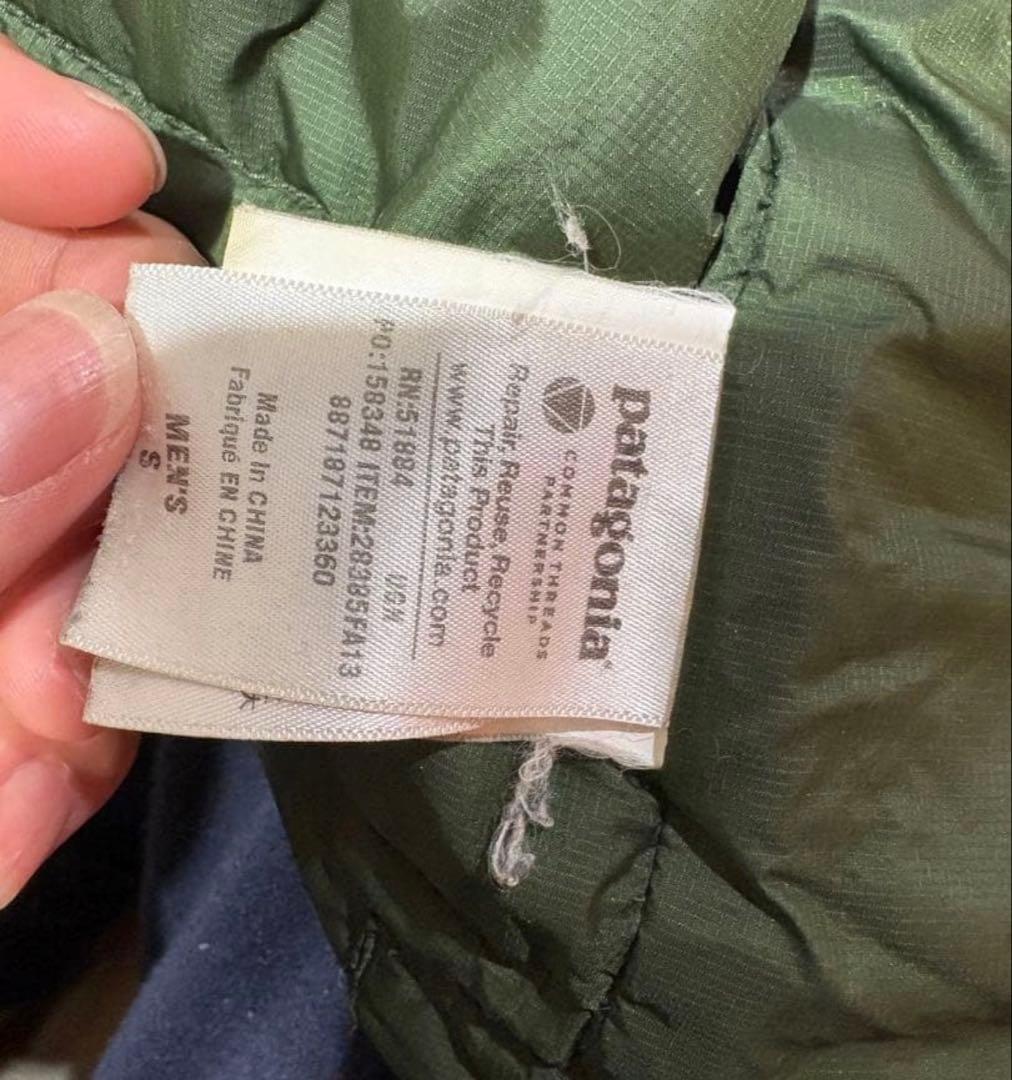 patagonia®
COMMON THREADS
PARTNERSHIP
Repair, Reuse, Recycle
This Product
www.patagonia.com
RN:51884 VGN
PO:158348 ITEM:28385FA13
887187123360
Made in CHINA
Fabriqué EN CHINE
MEN'S
S